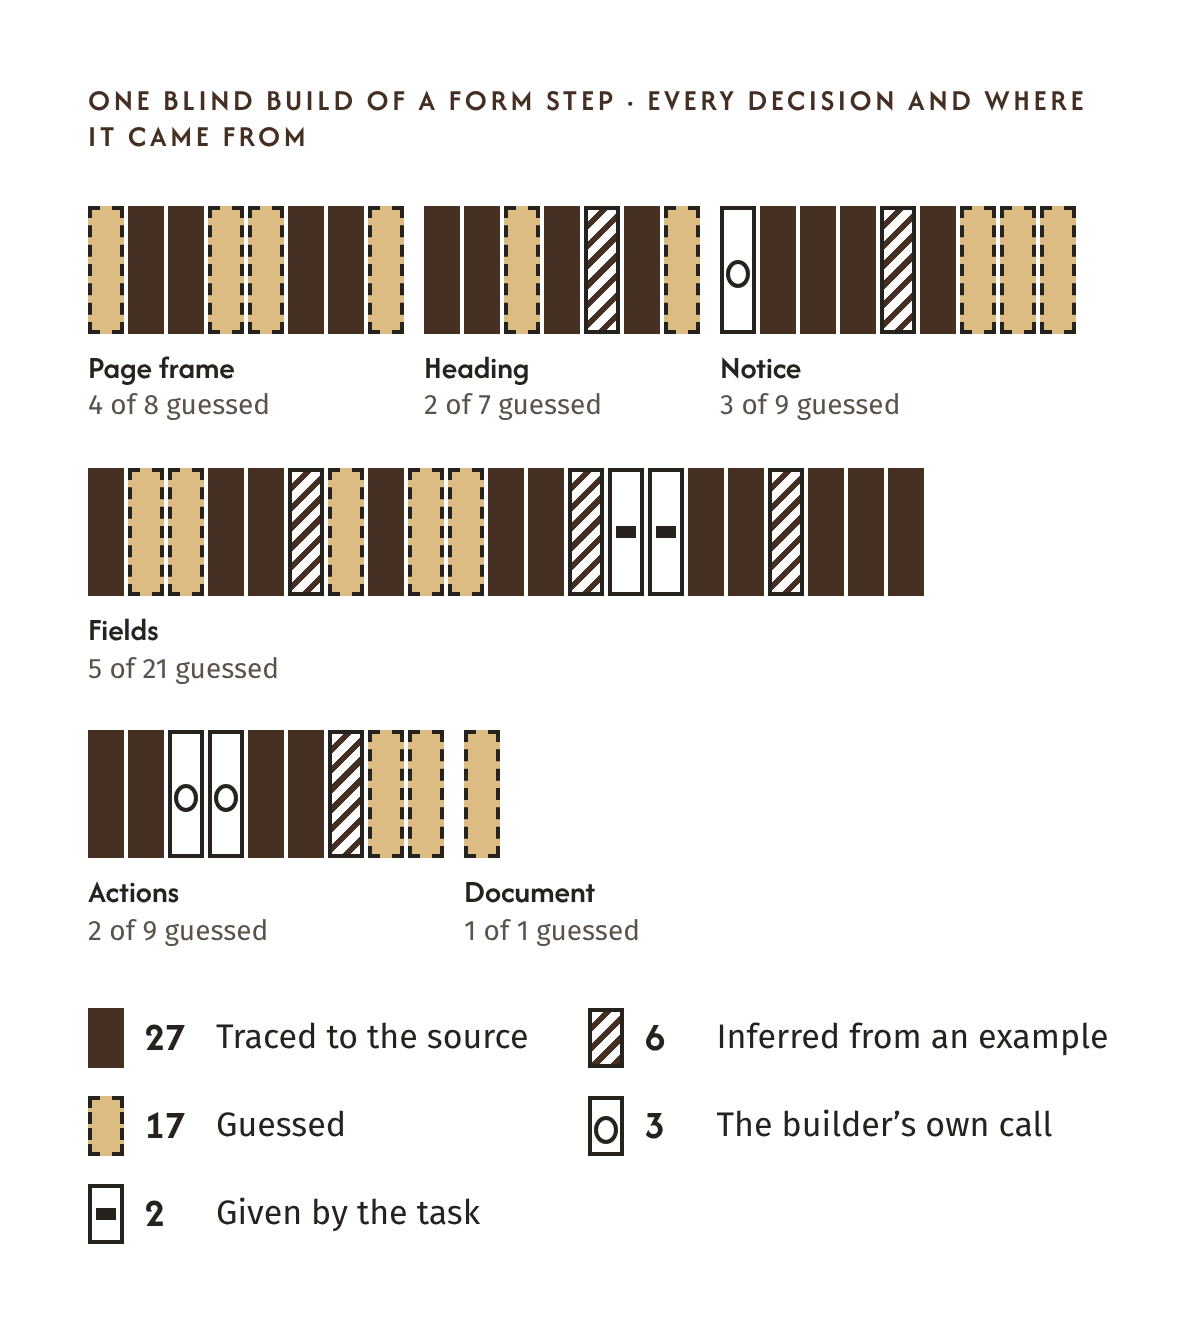 ONE BLIND BUILD OF A FORM STEP · EVERY DECISION AND WHERE
IT CAME FROM
Page frame
4 of 8 guessed
Heading
2 of 7 guessed
Notice
3 of 9 guessed
Fields
5 of 21 guessed
Actions
2 of 9 guessed
Document
1 of 1 guessed
27 Traced to the source
6 Inferred from an example
17 Guessed
3 The builder’s own call
2 Given by the task